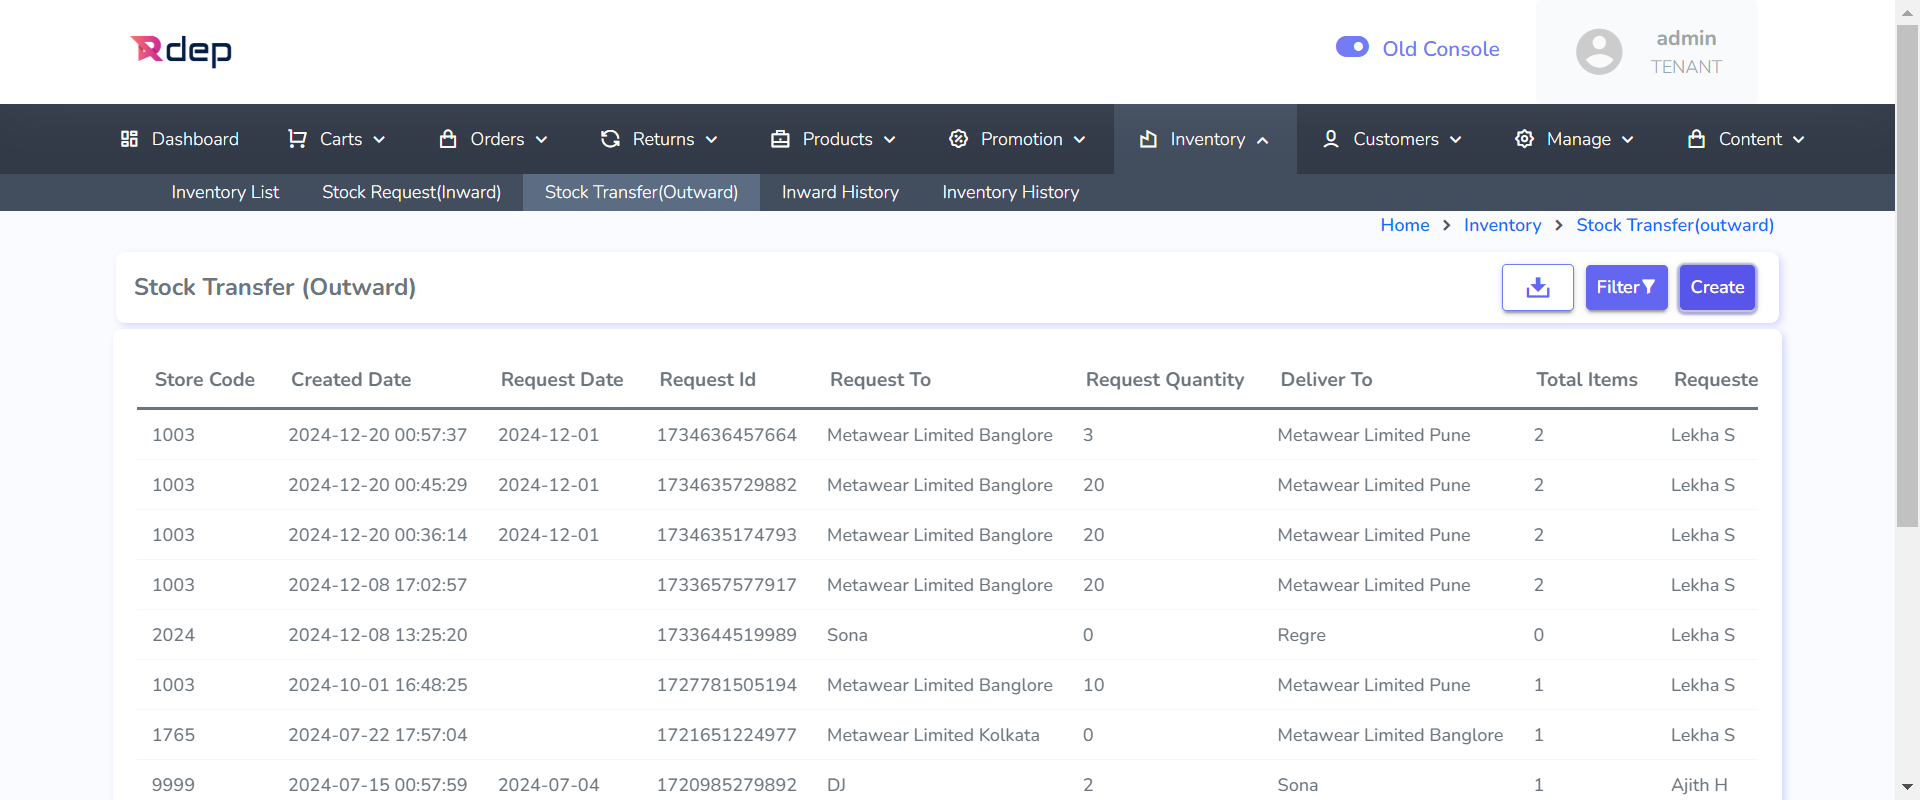 Rdep
Old Console
admin
TENANT
Dashboard Carts Orders Returns Products Promotion Inventory Customers Manage Content
Inventory List Stock Request(Inward) Stock Transfer(Outward) Inward History Inventory History
Home > Inventory > Stock Transfer(outward)
Stock Transfer (Outward)
Filter
Create
Store Code Created Date Request Date Request Id Request To Request Quantity Deliver To Total Items Requeste
1003 2024-12-20 00:57:37 2024-12-01 1734636457664 Metawear Limited Banglore 3 Metawear Limited Pune 2 Lekha S
1003 2024-12-20 00:45:29 2024-12-01 1734635729882 Metawear Limited Banglore 20 Metawear Limited Pune 2 Lekha S
1003 2024-12-20 00:36:14 2024-12-01 1734635174793 Metawear Limited Banglore 20 Metawear Limited Pune 2 Lekha S
1003 2024-12-08 17:02:57 1733657577917 Metawear Limited Banglore 20 Metawear Limited Pune 2 Lekha S
2024 2024-12-08 13:25:20 1733644519989 Sona 0 Regre 0 Lekha S
1003 2024-10-01 16:48:25 1727781505194 Metawear Limited Banglore 10 Metawear Limited Pune 1 Lekha S
1765 2024-07-22 17:57:04 1721651224977 Metawear Limited Kolkata 0 Metawear Limited Banglore 1 Lekha S
9999 2024-07-15 00:57:59 2024-07-04 1720985279892 DJ 2 Sona 1 Ajith H